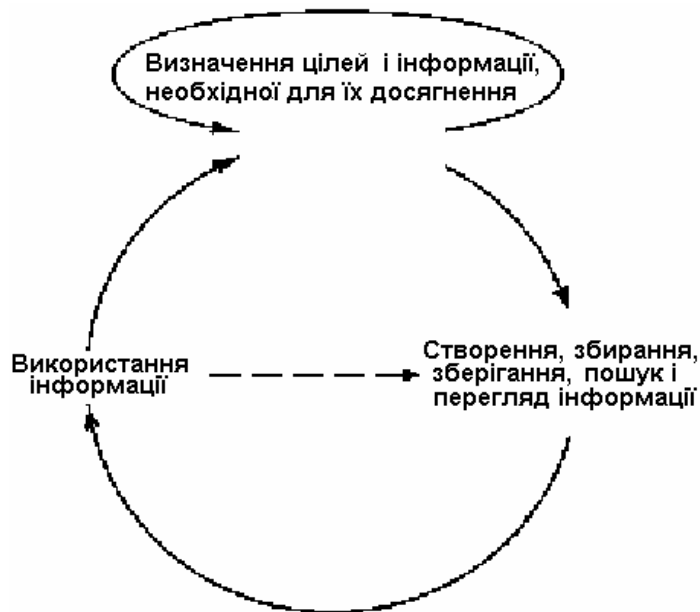 Визначення цілей і інформації,
необхідної для їх досягнення
Використання
інформації
Створення, збирання,
зберігання, пошук і
перегляд інформації